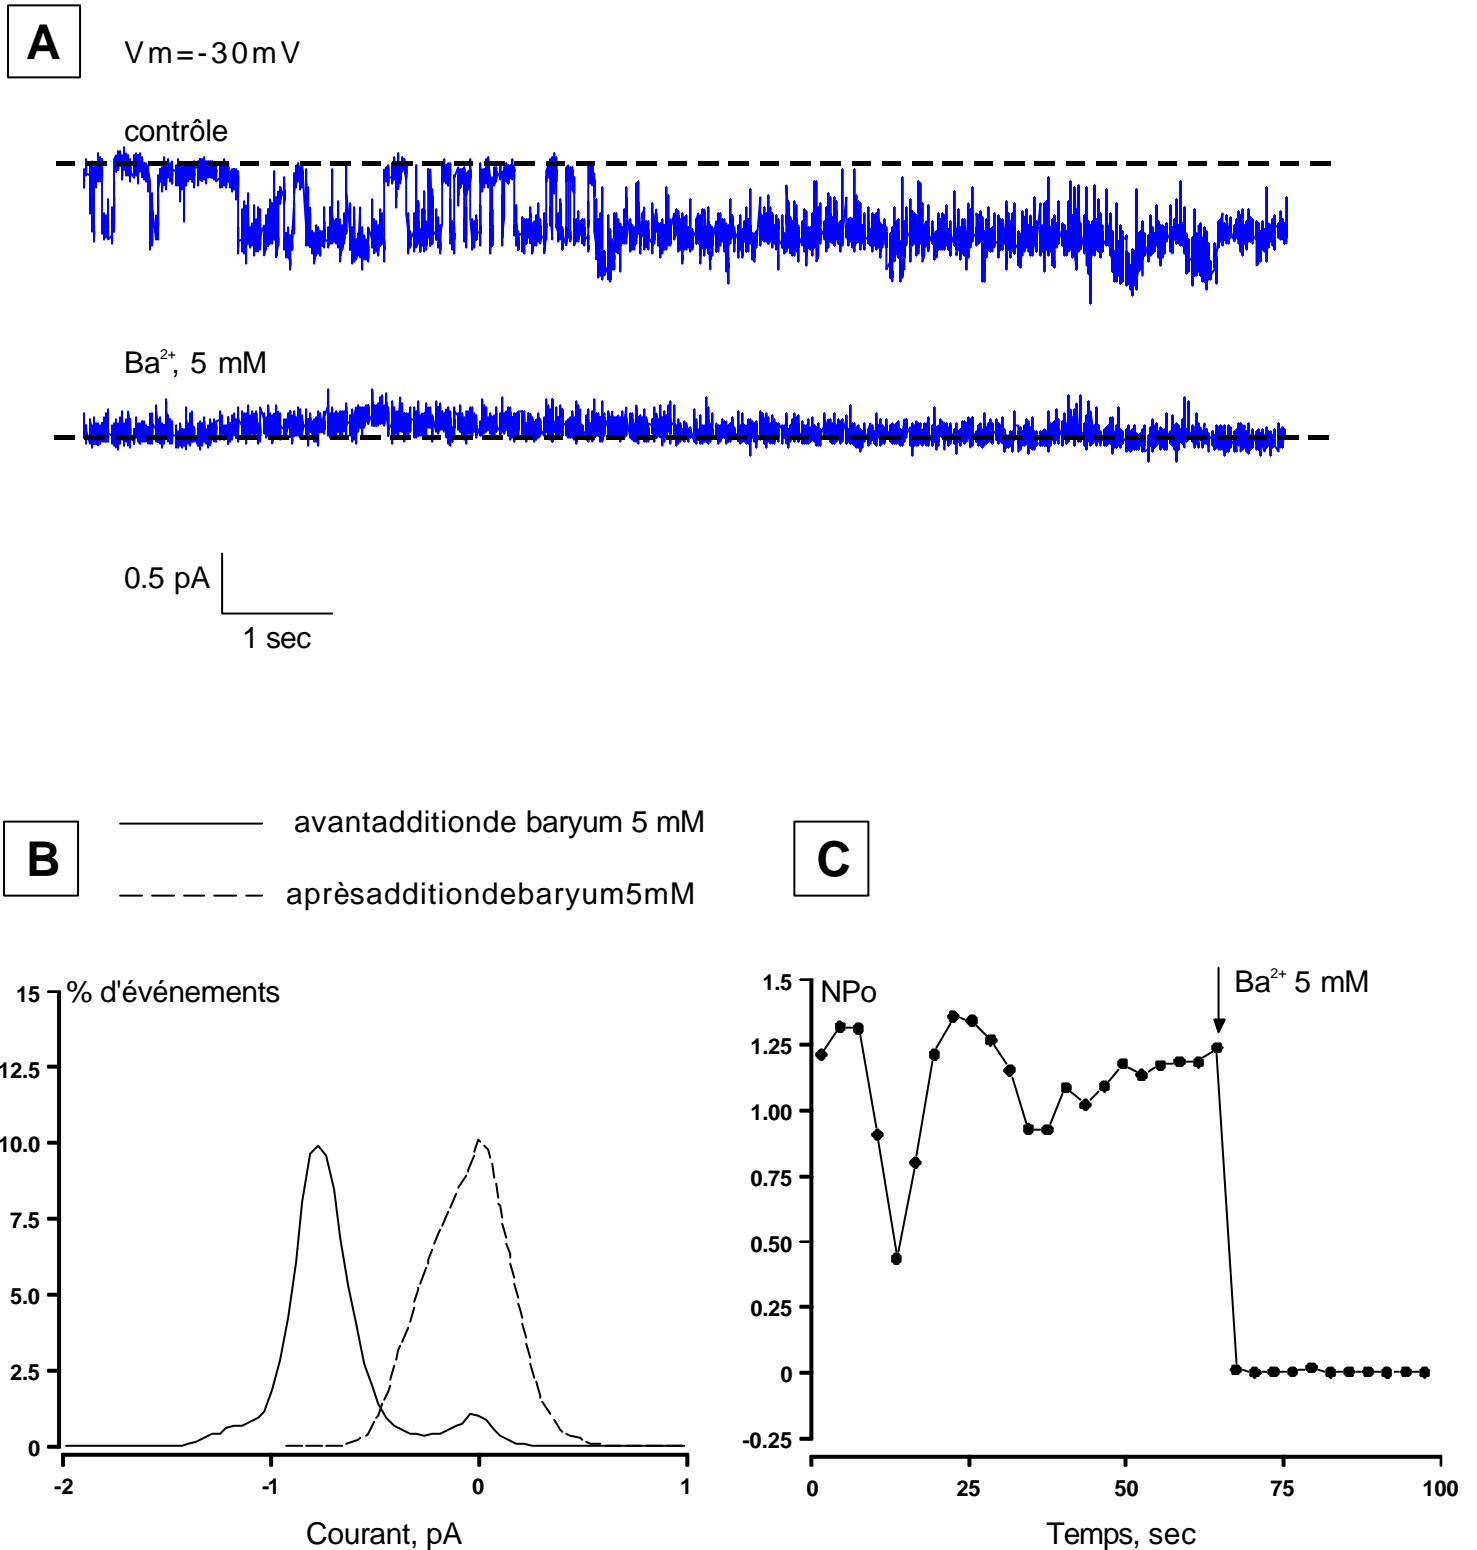 A
Vm=-30mV
contrôle
Ba²⁺, 5 mM
0.5 pA
1 sec
B
avantadditionde baryum 5 mM
aprèsadditiondebaryum5mM
C
% d'événements
15
12.5
10.0
7.5
5.0
2.5
0
-2
-1
0
1
Courant, pA
NPo
Ba²⁺ 5 mM
1.5
1.25
1.00
0.75
0.50
0.25
0
-0.25
0
25
50
75
100
Temps, sec